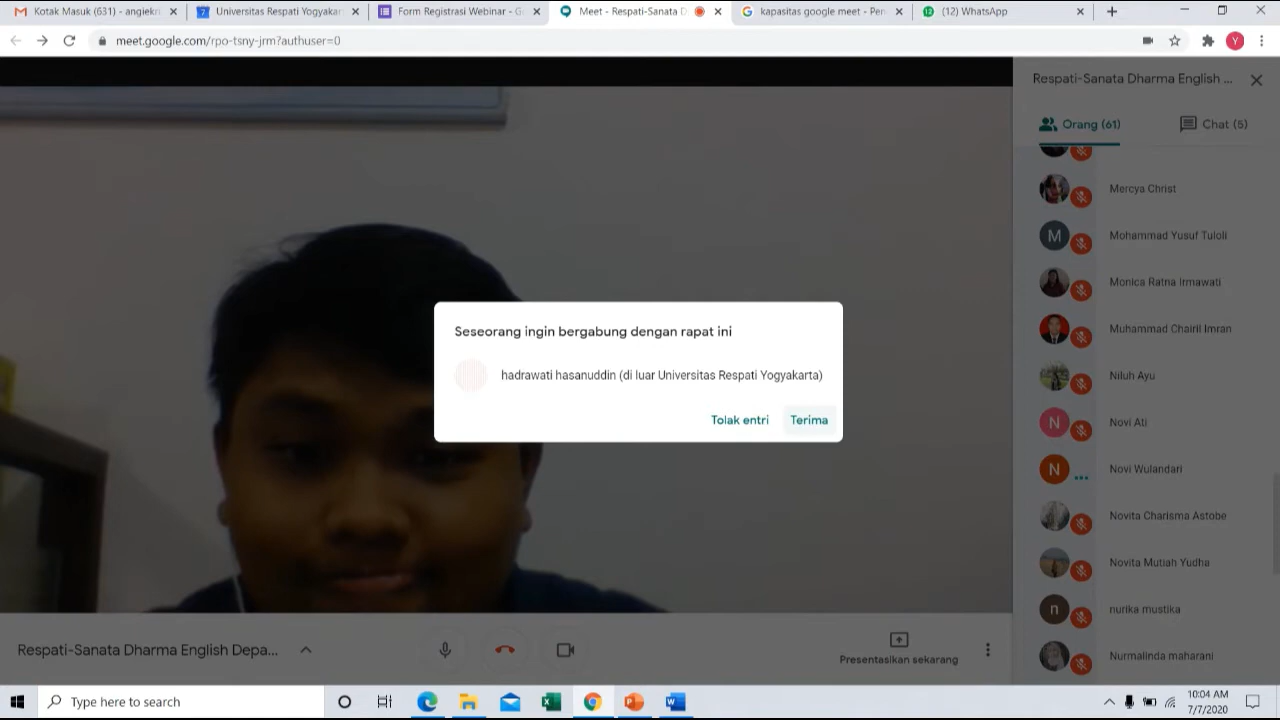 Kotak Masuk (631) - angiekr
Universitas Respati Yogyakar
Form Registrasi Webinar - G
Meet - Respati-Sanata D
kapasitas google meet - Pen
(12) WhatsApp
meet.google.com/rpo-tsny-jrm?authuser=0
Y
Respati-Sanata Dharma English ...
Orang (61)
Chat (5)
Mercya Christ
M
Mohammad Yusuf Tuloli
Monica Ratna Irmawati
Muhammad Chairil Imran
Niluh Ayu
N
Novi Ati
N
Novi Wulandari
Novita Charisma Astobe
Novita Mutiah Yudha
n
nurika mustika
Nurmalinda maharani
Seseorang ingin bergabung dengan rapat ini
hadrawati hasanuddin (di luar Universitas Respati Yogyakarta)
Tolak entri
Terima
Respati-Sanata Dharma English Depa...
Presentasikan sekarang
Type here to search
10:04 AM
7/7/2020